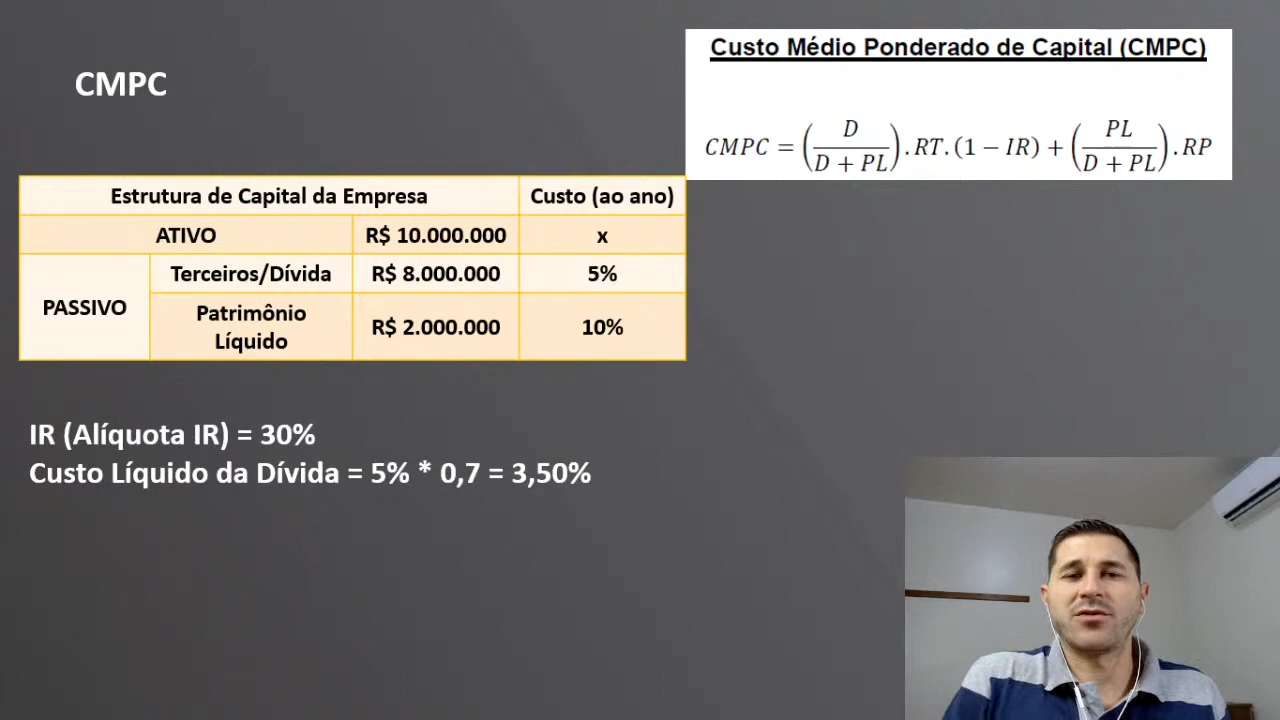 CMPC
Custo Médio Ponderado de Capital (CMPC)
CMPC = (D / D + PL) . RT. (1 − IR) + (PL / D + PL) . RP
Estrutura de Capital da Empresa Custo (ao ano)
ATIVO R$ 10.000.000 x
PASSIVO
Terceiros/Dívida R$ 8.000.000 5%
Patrimônio
Líquido R$ 2.000.000 10%
IR (Alíquota IR) = 30%
Custo Líquido da Dívida = 5% * 0,7 = 3,50%